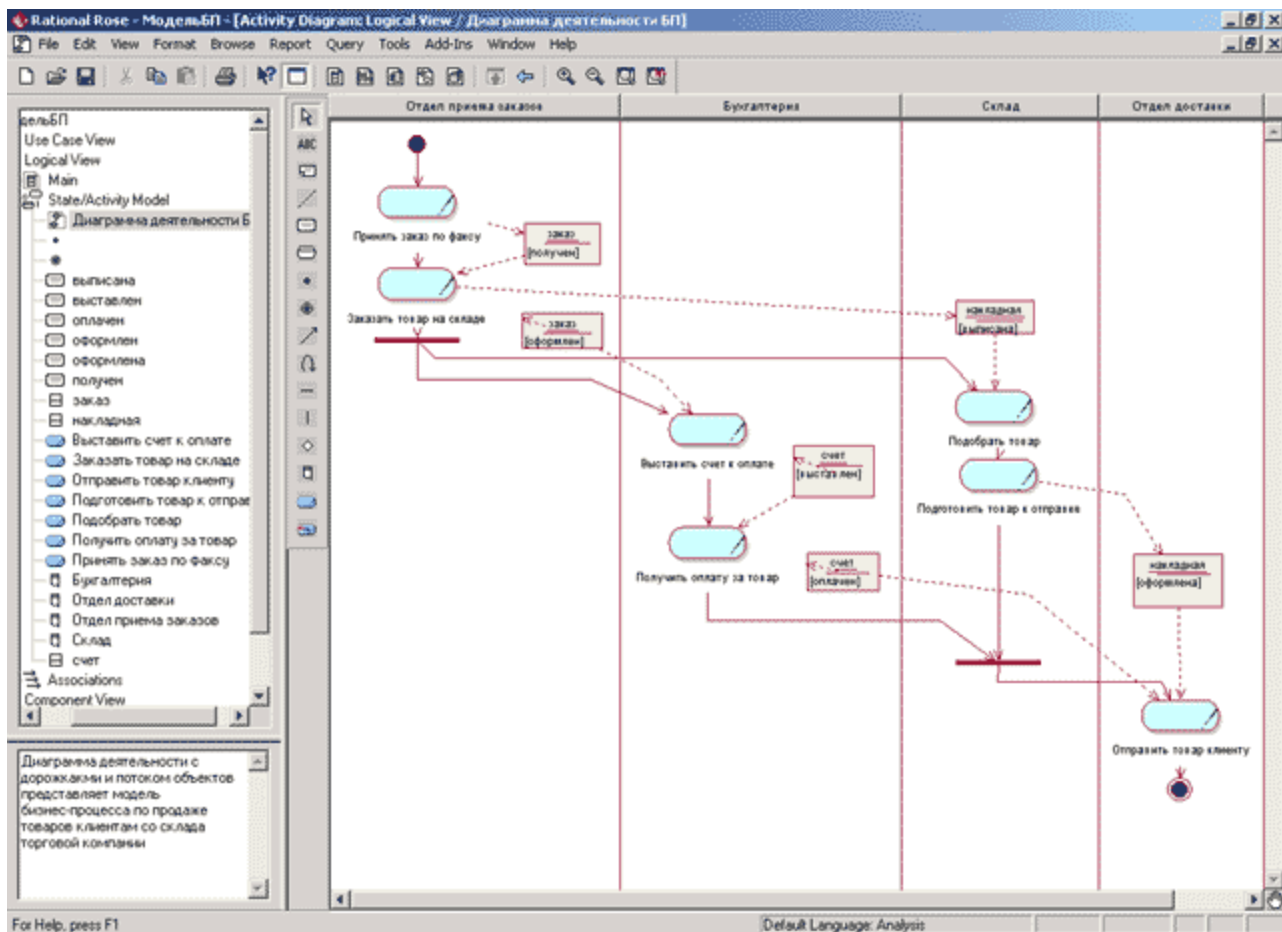 Rational Rose - МодельБП - [Activity Diagram: Logical View / Диаграмма деятельности БП]
File Edit View Format Browse Report Query Tools Add-Ins Window Help
дельБП
Use Case View
Logical View
Main
State/Activity Model
Диаграмма деятельности Б
выписана
выставлен
оплачен
оформлен
оформлена
получен
заказ
накладная
Выставить счет к оплате
Заказать товар на складе
Отправить товар клиенту
Подготовить товар к отправ
Подобрать товар
Получить оплату за товар
Принять заказ по факсу
Бухгалтерия
Отдел доставки
Отдел приема заказов
Склад
счет
Associations
Component View
Диаграмма деятельности с
дорожкакми и потоком объектов
представляет модель
бизнес-процесса по продаже
товаров клиентам со склада
торговой компании
ABC
Отдел приема заказов
Бухгалтерия
Склад
Отдел доставки
Принять заказ по факсу
заказ
[получен]
Заказать товар на складе
заказ
[оформлен]
накладная
[выписана]
Подобрать товар
Выставить счет к оплате
счет
[выставлен]
Подготовить товар к отправке
Получить оплату за товар
счет
[оплачен]
накладная
[оформлена]
Отправить товар клиенту
For Help, press F1
Default Language: Analysis